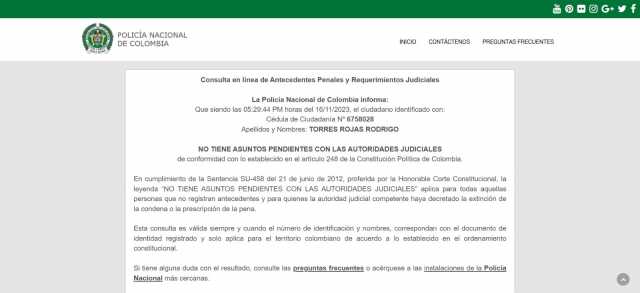 POLICÍA NACIONAL
DE COLOMBIA
INICIO CONTÁCTENOS PREGUNTAS FRECUENTES
Consulta en línea de Antecedentes Penales y Requerimientos Judiciales
La Policía Nacional de Colombia informa:
Que siendo las 05:29:44 PM horas del 16/11/2023, el ciudadano identificado con:
Cédula de Ciudadanía Nº 6758028
Apellidos y Nombres: TORRES ROJAS RODRIGO
NO TIENE ASUNTOS PENDIENTES CON LAS AUTORIDADES JUDICIALES
de conformidad con lo establecido en el artículo 248 de la Constitución Política de Colombia.
En cumplimiento de la Sentencia SU-458 del 21 de junio de 2012, proferida por la Honorable Corte Constitucional, la
leyenda "NO TIENE ASUNTOS PENDIENTES CON LAS AUTORIDADES JUDICIALES" aplica para todas aquellas
personas que no registran antecedentes y para quienes la autoridad judicial competente haya decretado la extinción de
la condena o la prescripción de la pena.
Esta consulta es válida siempre y cuando el número de identificación y nombres, correspondan con el documento de
identidad registrado y solo aplica para el territorio colombiano de acuerdo a lo establecido en el ordenamiento
constitucional.
Si tiene alguna duda con el resultado, consulte las preguntas frecuentes o acérquese a las instalaciones de la Policía
Nacional más cercanas.